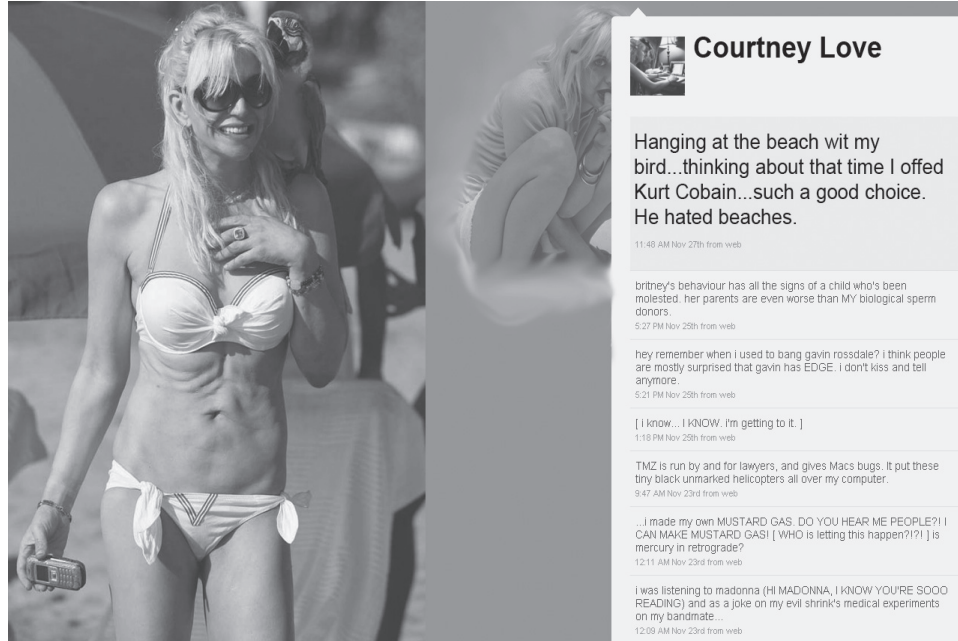 Courtney Love
Hanging at the beach wit my
bird...thinking about that time I offed
Kurt Cobain...such a good choice.
He hated beaches.
11:48 AM Nov 27th from web
britney's behaviour has all the signs of a child who's been
molested. her parents are even worse than MY biological sperm
donors.
5:27 PM Nov 25th from web
hey remember when i used to bang gavin rossdale? i think people
are mostly surprised that gavin has EDGE. i don't kiss and tell
anymore.
5:21 PM Nov 25th from web
[ i know... I KNOW. i'm getting to it. ]
1:18 PM Nov 25th from web
TMZ is run by and for lawyers, and gives Macs bugs. It put these
tiny black unmarked helicopters all over my computer.
9:47 AM Nov 23rd from web
...i made my own MUSTARD GAS. DO YOU HEAR ME PEOPLE?! I
CAN MAKE MUSTARD GAS! [ WHO is letting this happen?!?! ] is
mercury in retrograde?
12:11 AM Nov 23rd from web
i was listening to madonna (HI MADONNA, I KNOW YOU'RE SOOO
READING) and as a joke on my evil shrink's medical experiments
on my bandmate...
12:09 AM Nov 23rd from web